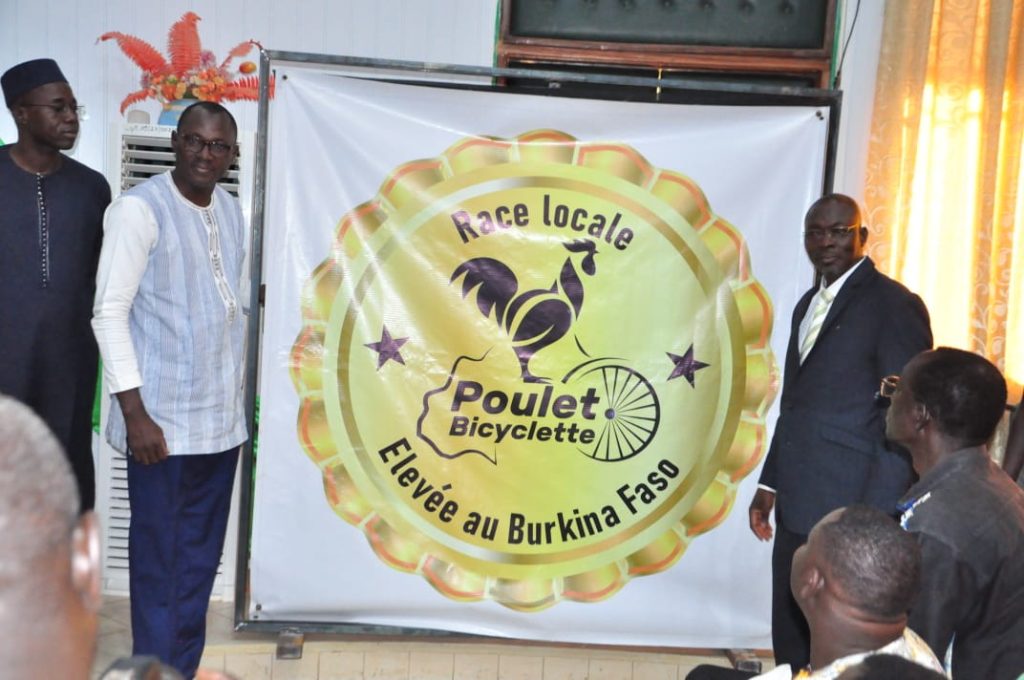 Race locale
Poulet
Bicyclette
Elevée au Burkina Faso